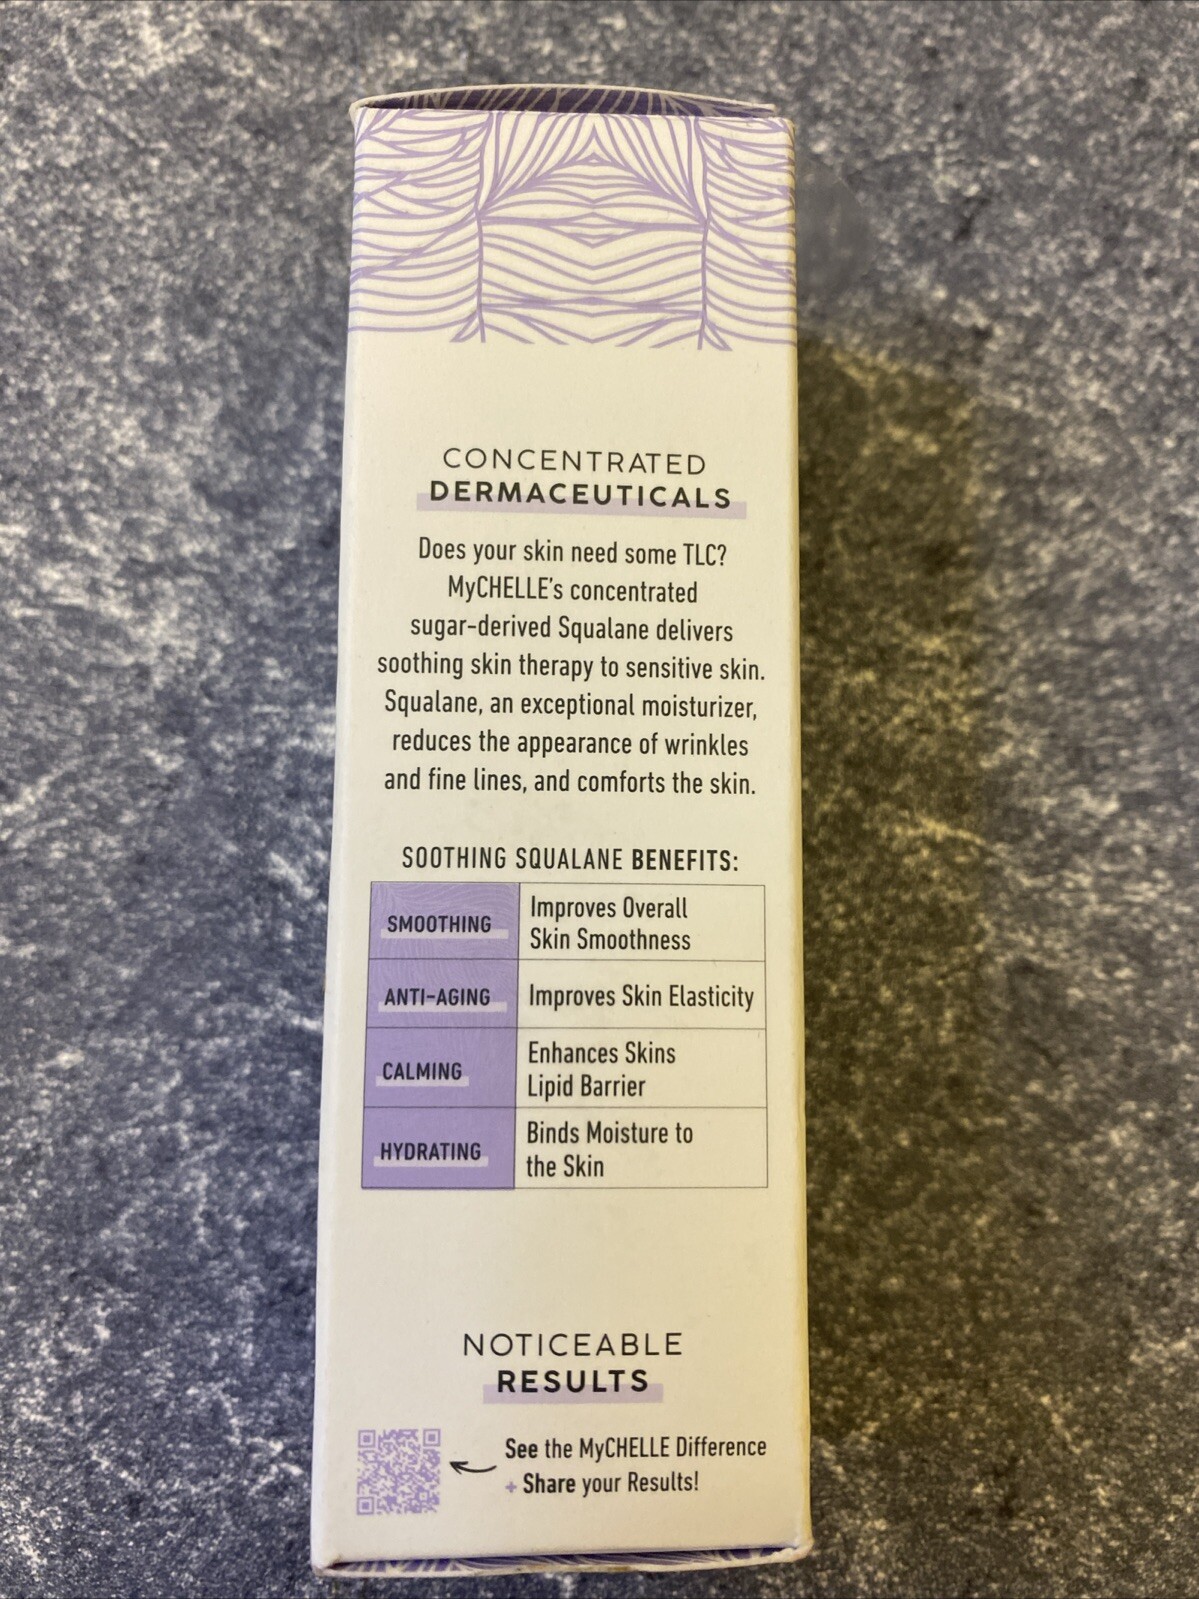 CONCENTRATED
DERMACEUTICALS
Does your skin need some TLC?
MyCHELLE's concentrated
sugar-derived Squalane delivers
soothing skin therapy to sensitive skin.
Squalane, an exceptional moisturizer,
reduces the appearance of wrinkles
and fine lines, and comforts the skin.
SOOTHING SQUALANE BENEFITS:
SMOOTHING
Improves Overall
Skin Smoothness
ANTI-AGING
Improves Skin Elasticity
CALMING
Enhances Skins
Lipid Barrier
HYDRATING
Binds Moisture to
the Skin
NOTICEABLE
RESULTS
See the MyCHELLE Difference
+ Share your Results!